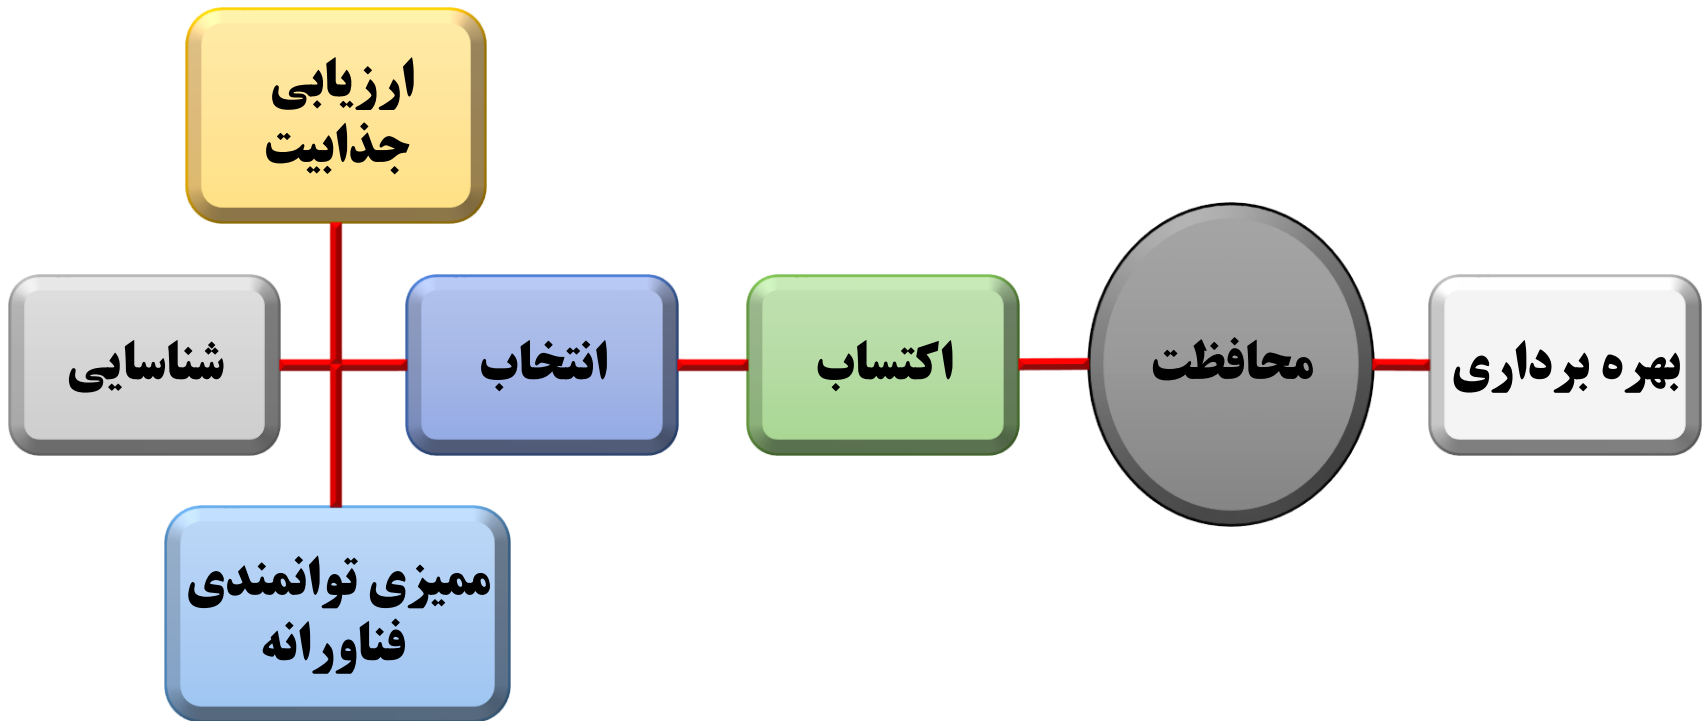 ارزیابی
جذابیت
شناسایی
انتخاب
اکتساب
محافظت
بهره برداری
ممیزی توانمندی
فناورانه